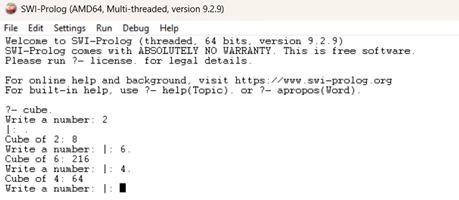 SWI-Prolog (AMD64, Multi-threaded, version 9.2.9)
File Edit Settings Run Debug Help
Welcome to SWI-Prolog (threaded, 64 bits, version 9.2.9)
SWI-Prolog comes with ABSOLUTELY NO WARRANTY. This is free software.
Please run ?- license. for legal details.
For online help and background, visit https://www.swi-prolog.org
For built-in help, use ?- help(Topic). or ?- apropos(Word).
?- cube.
Write a number: 2
|: .
Cube of 2: 8
Write a number: |: 6.
Cube of 6: 216
Write a number: |: 4.
Cube of 4: 64
Write a number: |: